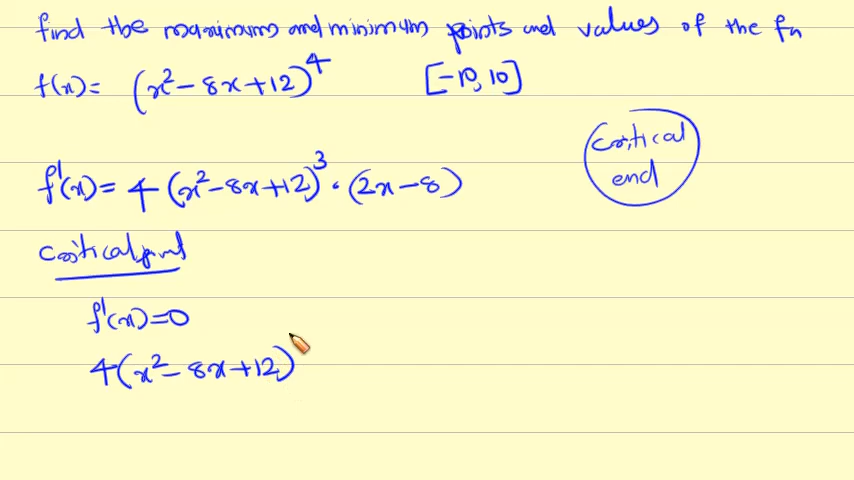 find the maximum and minimum points and values of the fn
f(x) = (x² - 8x + 12)⁴ [-10, 10]
critical
end
f'(x) = 4 (x² - 8x + 12)³ · (2x - 8)
Critical point
f'(x) = 0
4(x² - 8x + 12)